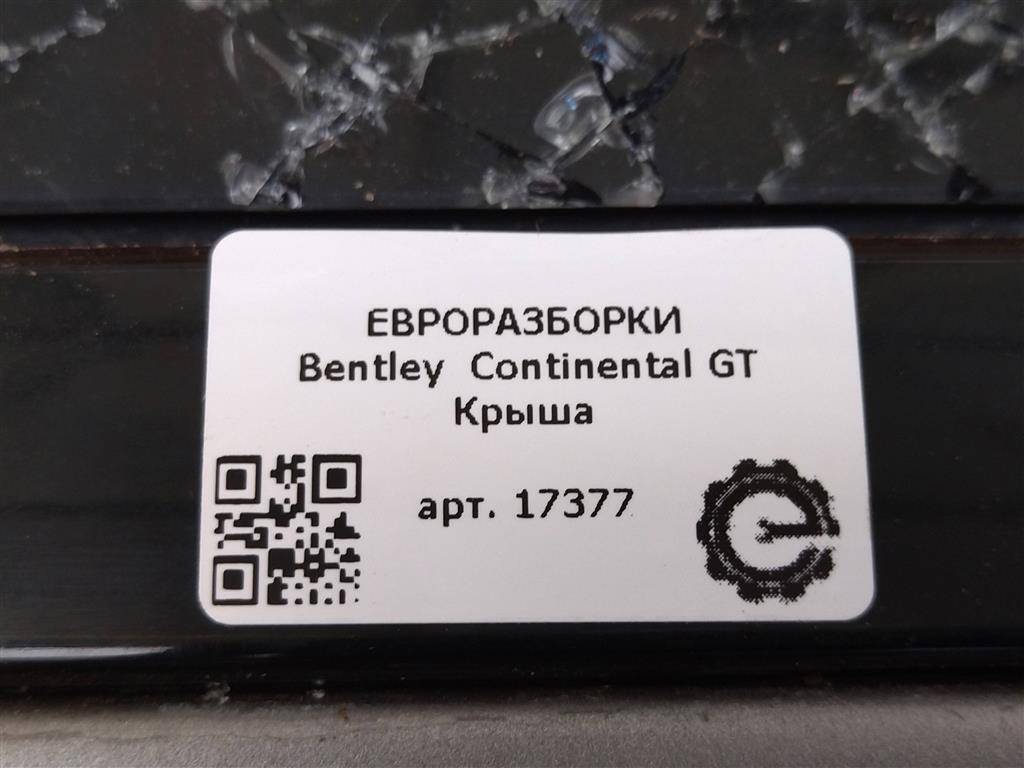 ЕВРОРАЗБОРКИ
Bentley Continental GT
Крыша
арт. 17377